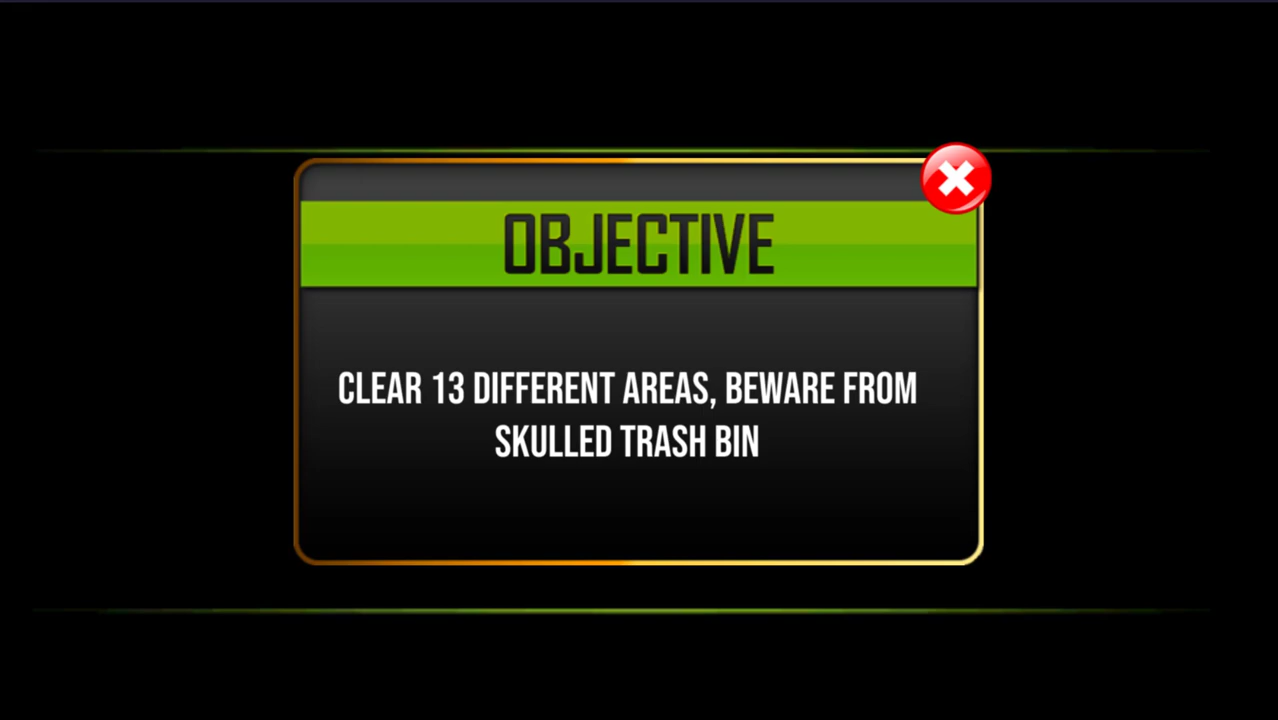 OBJECTIVE
CLEAR 13 DIFFERENT AREAS, BEWARE FROM
SKULLED TRASH BIN